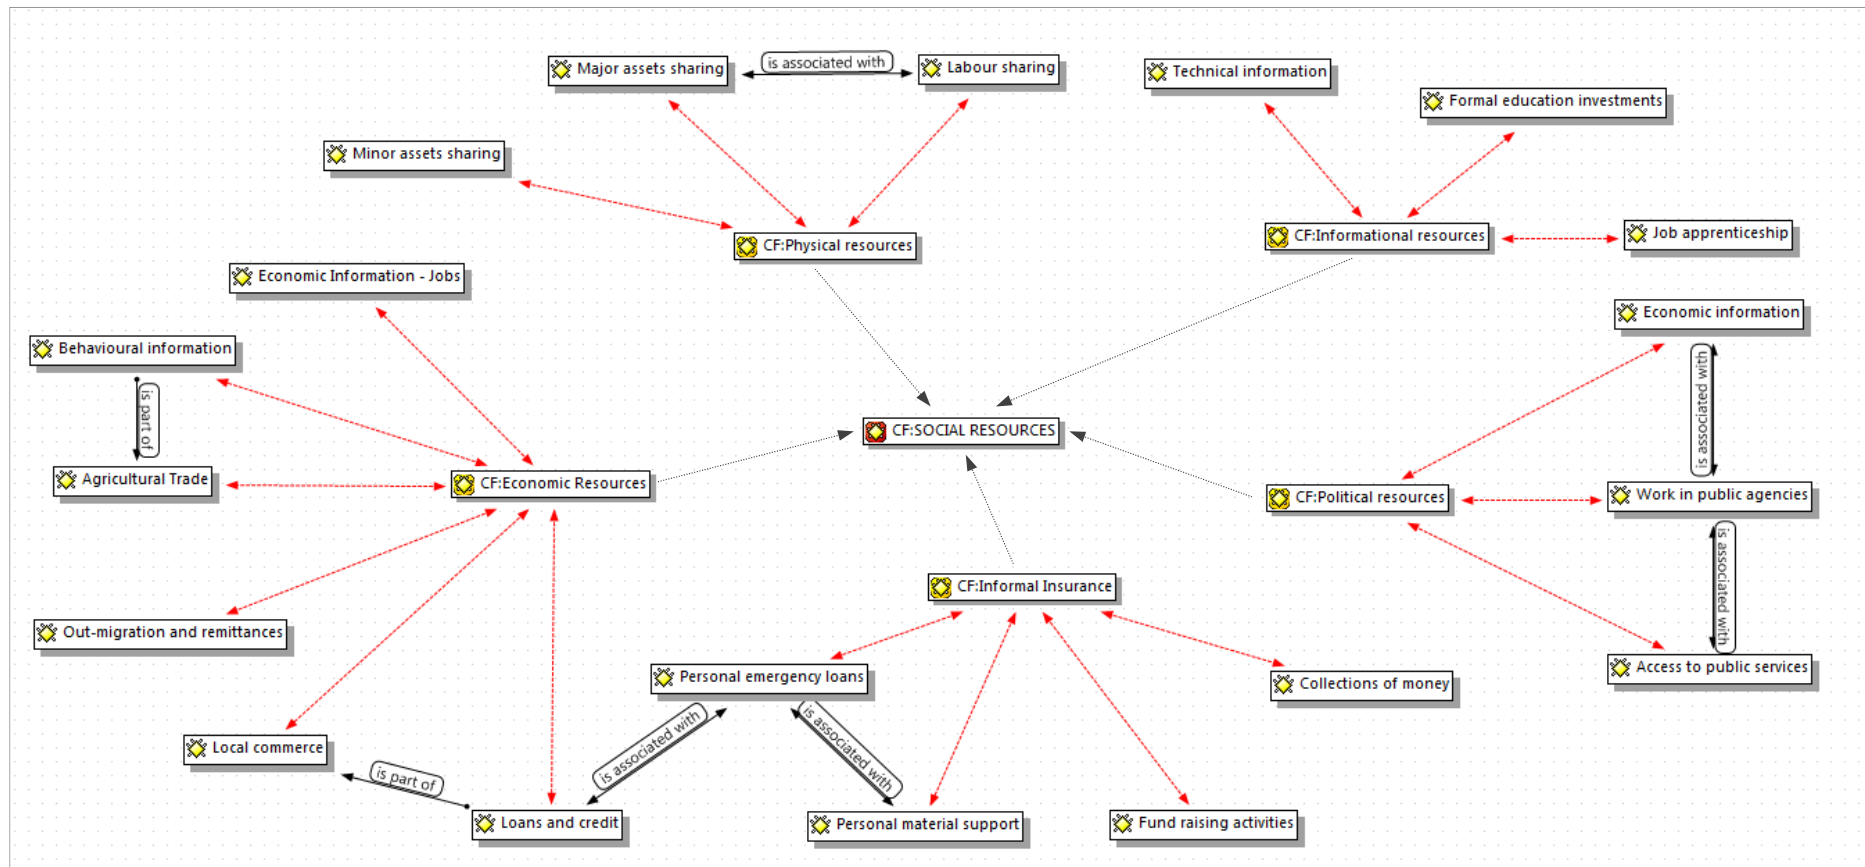 is associated with
Major assets sharing
Labour sharing
Technical information
Formal education investments
Minor assets sharing
CF:Physical resources
CF:Informational resources
Job apprenticeship
Economic Information - Jobs
Economic information
Behavioural information
is associated with
is part of
CF:SOCIAL RESOURCES
Agricultural Trade
CF:Economic Resources
CF:Political resources
Work in public agencies
is associated with
CF:Informal Insurance
Out-migration and remittances
Personal emergency loans
Collections of money
Access to public services
is associated with
is associated with
Local commerce
is part of
Loans and credit
Personal material support
Fund raising activities